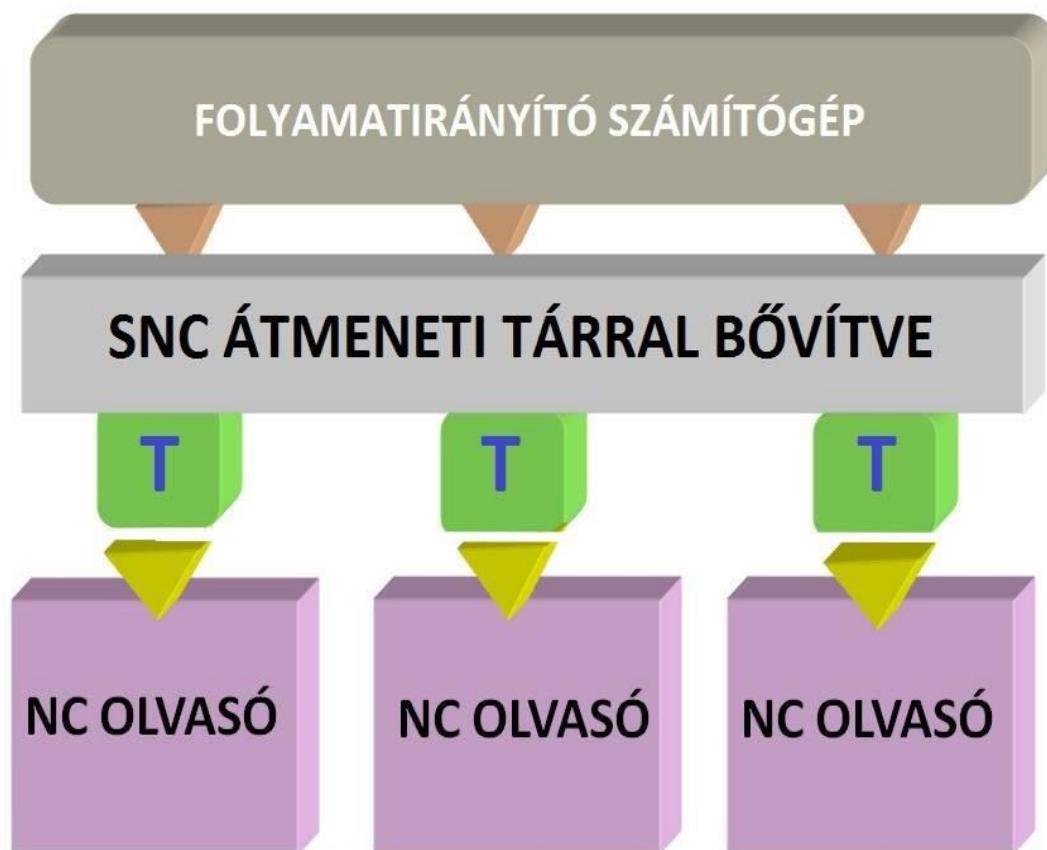 FOLYAMATIRÁNYÍTÓ SZÁMÍTÓGÉP
SNC ÁTMENETI TÁRRAL BŐVÍTVE
T T T
NC OLVASÓ NC OLVASÓ NC OLVASÓ